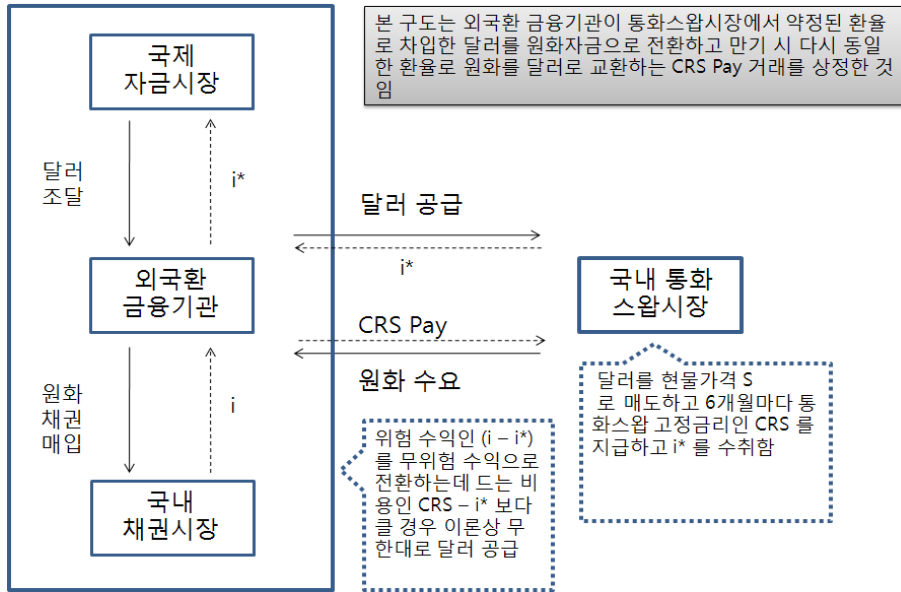 본 구도는 외국환 금융기관이 통화스왑시장에서 약정된 환율
로 차입한 달러를 원화자금으로 전환하고 만기 시 다시 동일
한 환율로 원화를 달러로 교환하는 CRS Pay 거래를 상정한 것
임
국제
자금시장
달러
조달
i*
달러 공급
i*
외국환
금융기관
국내 통화
스왑시장
CRS Pay
원화 수요
원화
채권
매입
i
달러를 현물가격 S
로 매도하고 6개월마다 통
화스왑 고정금리인 CRS 를
지급하고 i* 를 수취함
위험 수익인 (i – i*)
를 무위험 수익으로
전환하는데 드는 비
용인 CRS – i* 보다
클 경우 이론상 무
한대로 달러 공급
국내
채권시장